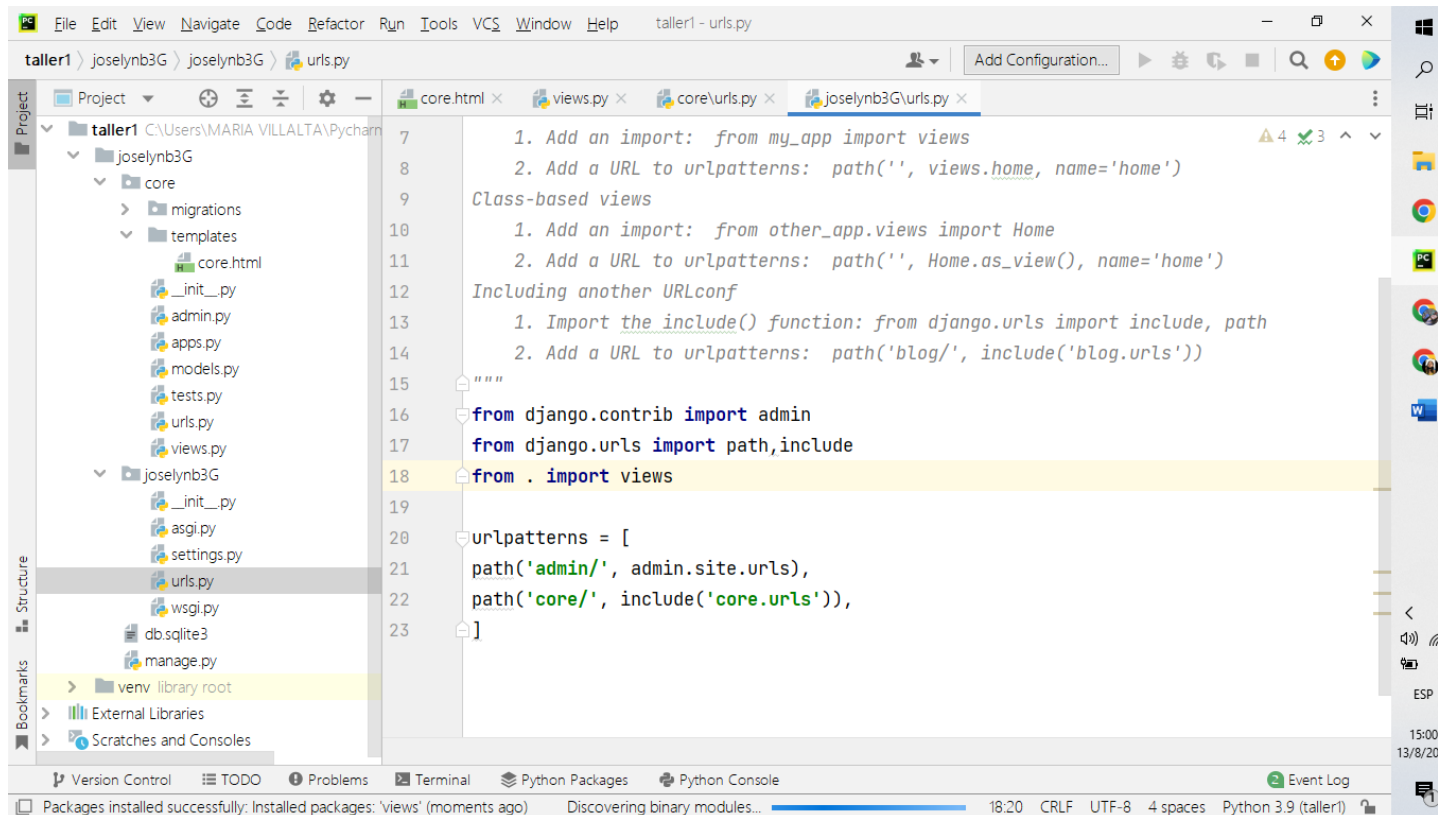 File Edit View Navigate Code Refactor Run Tools VCS Window Help taller1 - urls.py
taller1 joselynb3G joselynb3G urls.py Add Configuration...
Project core.html views.py core\urls.py joselynb3G\urls.py
Project
Structure
Bookmarks
taller1 C:\Users\MARIA VILLALTA\Pycharm
joselynb3G
core
migrations
templates
core.html
__init__.py
admin.py
apps.py
models.py
tests.py
urls.py
views.py
joselynb3G
__init__.py
asgi.py
settings.py
urls.py
wsgi.py
db.sqlite3
manage.py
venv library root
External Libraries
Scratches and Consoles
4 3
7 1. Add an import: from my_app import views
8 2. Add a URL to urlpatterns: path('', views.home, name='home')
9 Class-based views
10 1. Add an import: from other_app.views import Home
11 2. Add a URL to urlpatterns: path('', Home.as_view(), name='home')
12 Including another URLconf
13 1. Import the include() function: from django.urls import include, path
14 2. Add a URL to urlpatterns: path('blog/', include('blog.urls'))
15 """
16 from django.contrib import admin
17 from django.urls import path,include
18 from . import views
19
20 urlpatterns = [
21 path('admin/', admin.site.urls),
22 path('core/', include('core.urls')),
23 ]
Version Control TODO Problems Terminal Python Packages Python Console 2 Event Log
Packages installed successfully: Installed packages: 'views' (moments ago) Discovering binary modules... 18:20 CRLF UTF-8 4 spaces Python 3.9 (taller1)
ESP
15:00
13/8/20